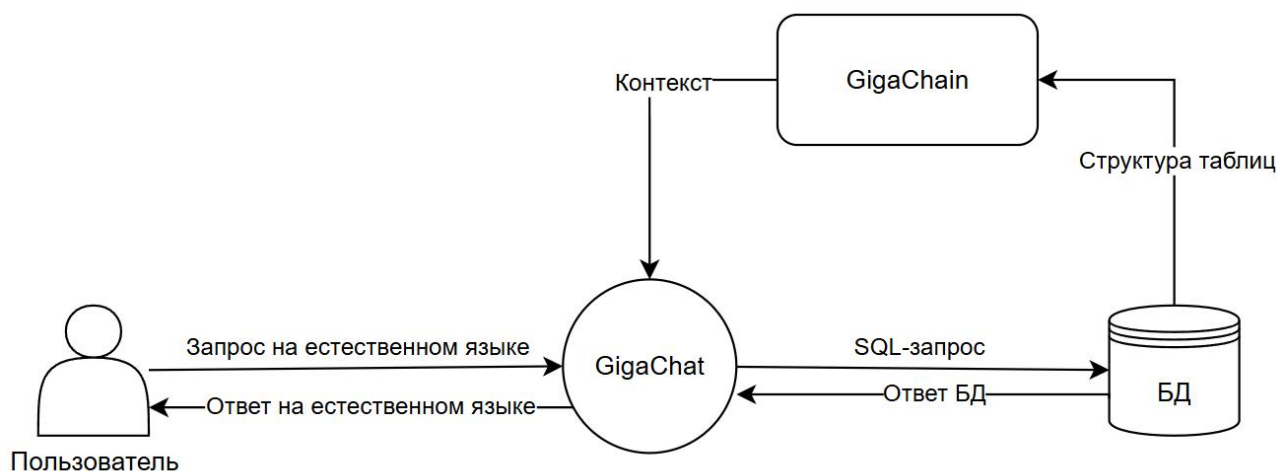 GigaChain
Контекст
Структура таблиц
Запрос на естественном языке
GigaChat
SQL-запрос
Ответ БД
БД
Ответ на естественном языке
Пользователь